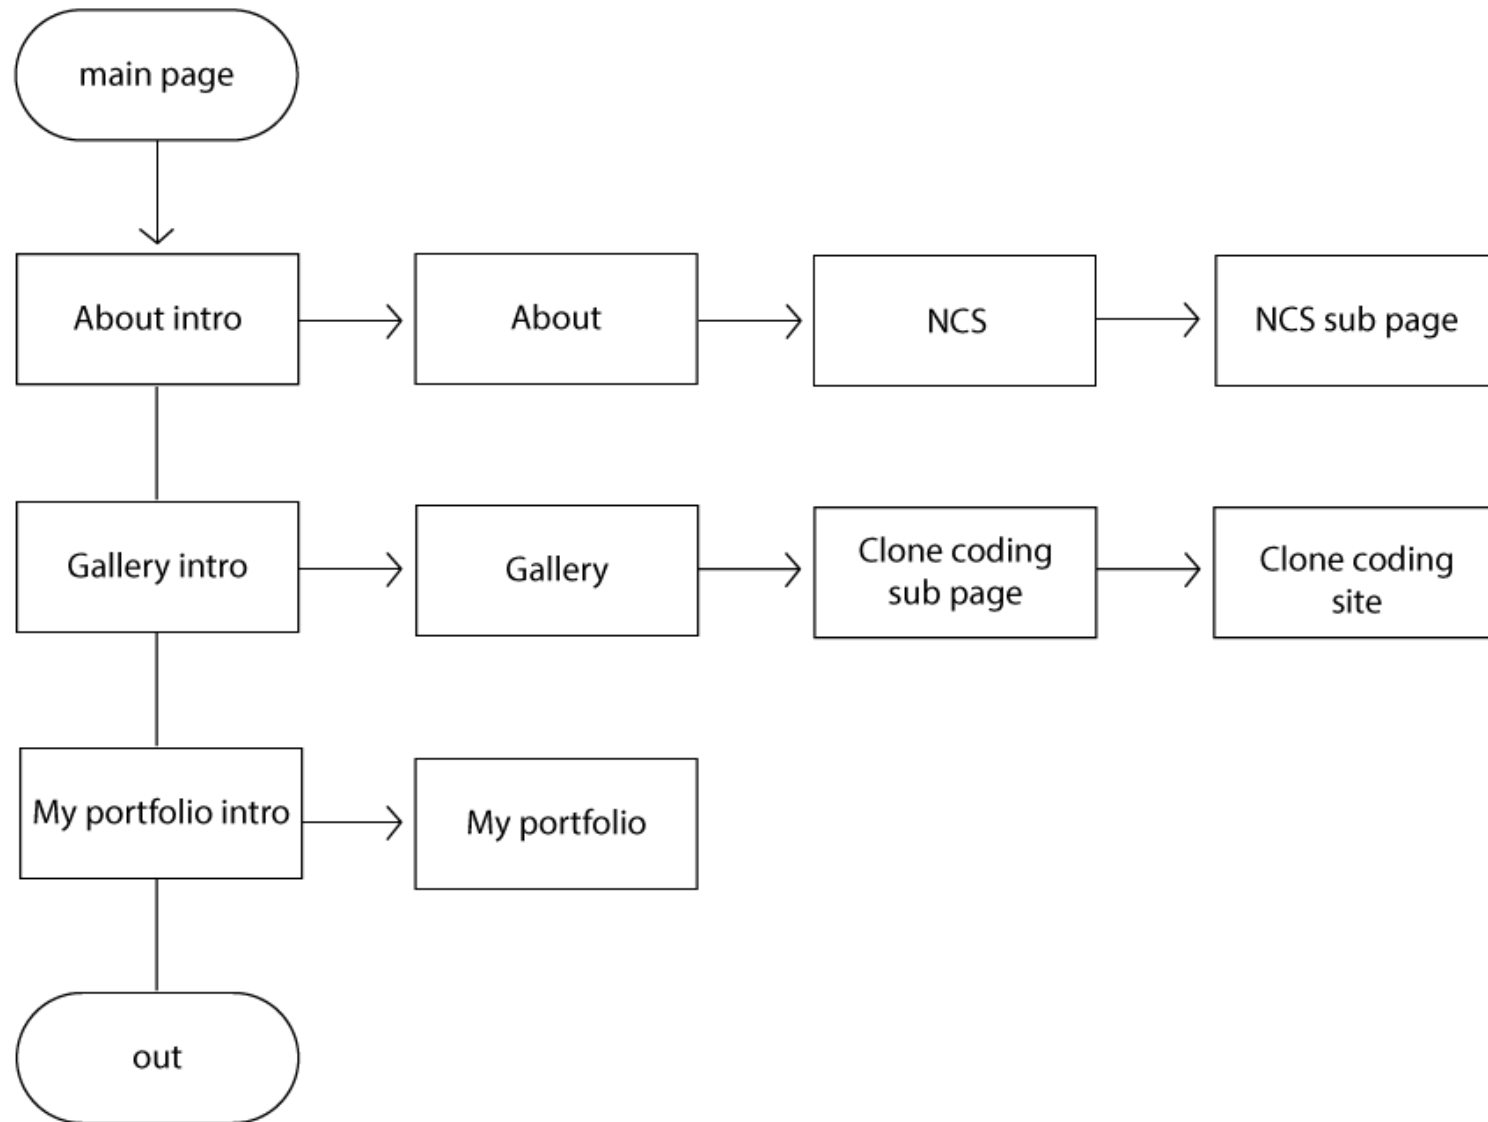 main page
About intro
About
NCS
NCS sub page
Gallery intro
Gallery
Clone coding
sub page
Clone coding
site
My portfolio intro
My portfolio
out